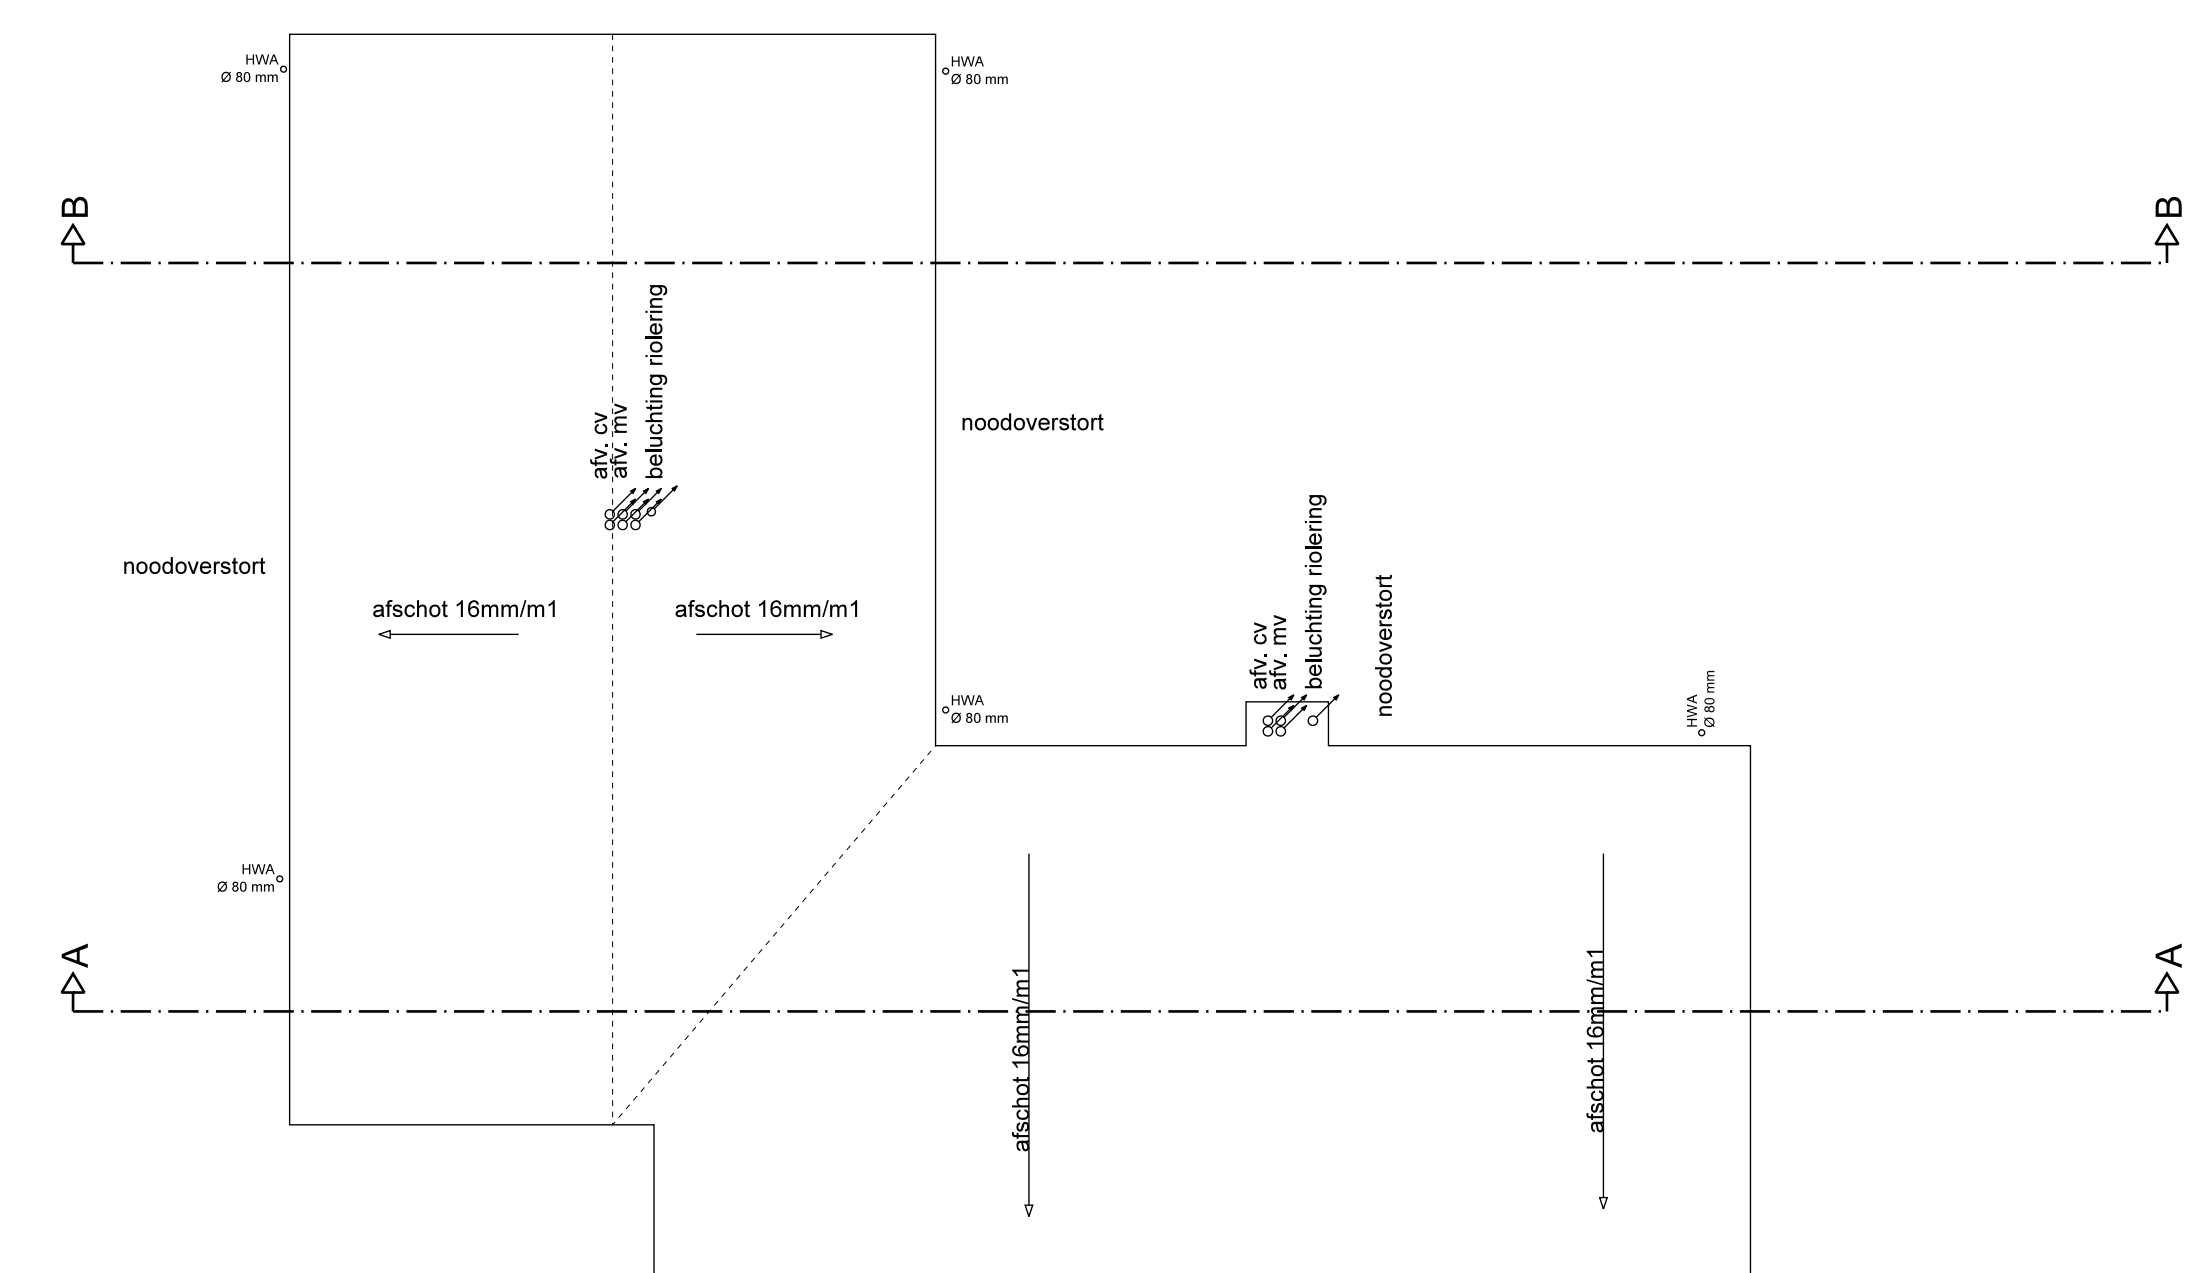 HWA
Ø 80 mm
HWA
Ø 80 mm
B
B
afv. cv
afv. mv
beluchting riolering
noodoverstort
noodoverstort
afschot 16mm/m1
afschot 16mm/m1
afv. cv
afv. mv
beluchting riolering
noodoverstort
HWA
Ø 80 mm
HWA
Ø 80 mm
HWA
Ø 80 mm
A
A
afschot 16mm/m1
afschot 16mm/m1